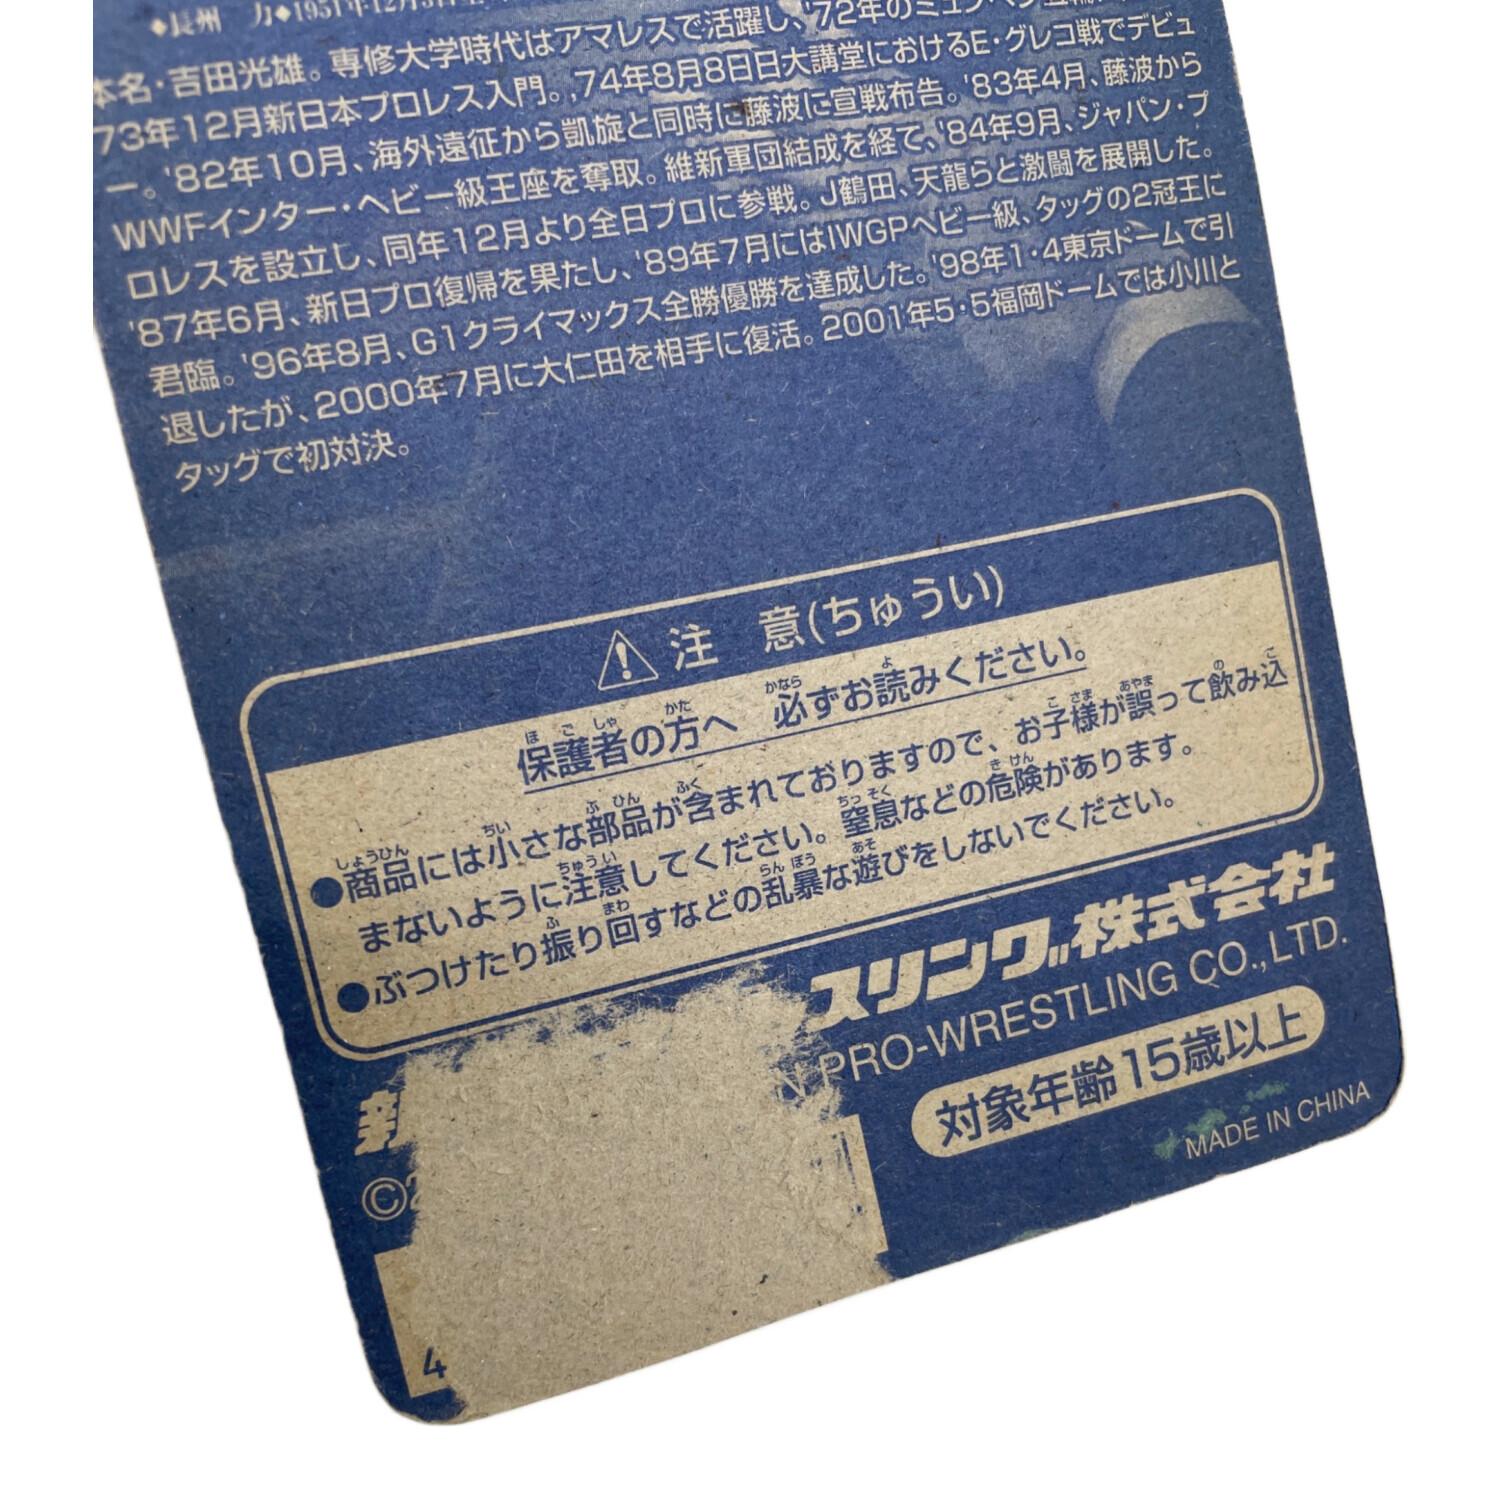 ◆長州　力◆1951年12月3日
本名・吉田光雄。専修大学時代はアマレスで活躍し、'72年のミュンヘン
'73年12月新日本プロレス入門。,74年8月8日日大講堂におけるE・グレコ戦でデビュ
ー。'82年10月、海外遠征から凱旋と同時に藤波に宣戦布告。'83年4月、藤波から
WWFインター・ヘビー級王座を奪取。維新軍団結成を経て、'84年9月、ジャパン・プ
ロレスを設立し、同年12月より全日プロに参戦。J鶴田、天龍らと激闘を展開した。
'87年6月、新日プロ復帰を果たし、'89年7月にはIWGPヘビー級、タッグの2冠王に
君臨。'96年8月、G1クライマックス全勝優勝を達成した。'98年1・4東京ドームで引
退したが、2000年7月に大仁田を相手に復活。2001年5・5福岡ドームでは小川と
タッグで初対決。
⚠注　意(ちゅうい)
保護者の方へ　必ずお読みください。
●商品には小さな部品が含まれておりますので、お子様が誤って飲み込
まないように注意してください。窒息などの危険があります。
●ぶつけたり振り回すなどの乱暴な遊びをしないでください。
新
スリング株式会社
N PRO-WRESTLING CO.,LTD.
©2
対象年齢15歳以上
MADE IN CHINA
4